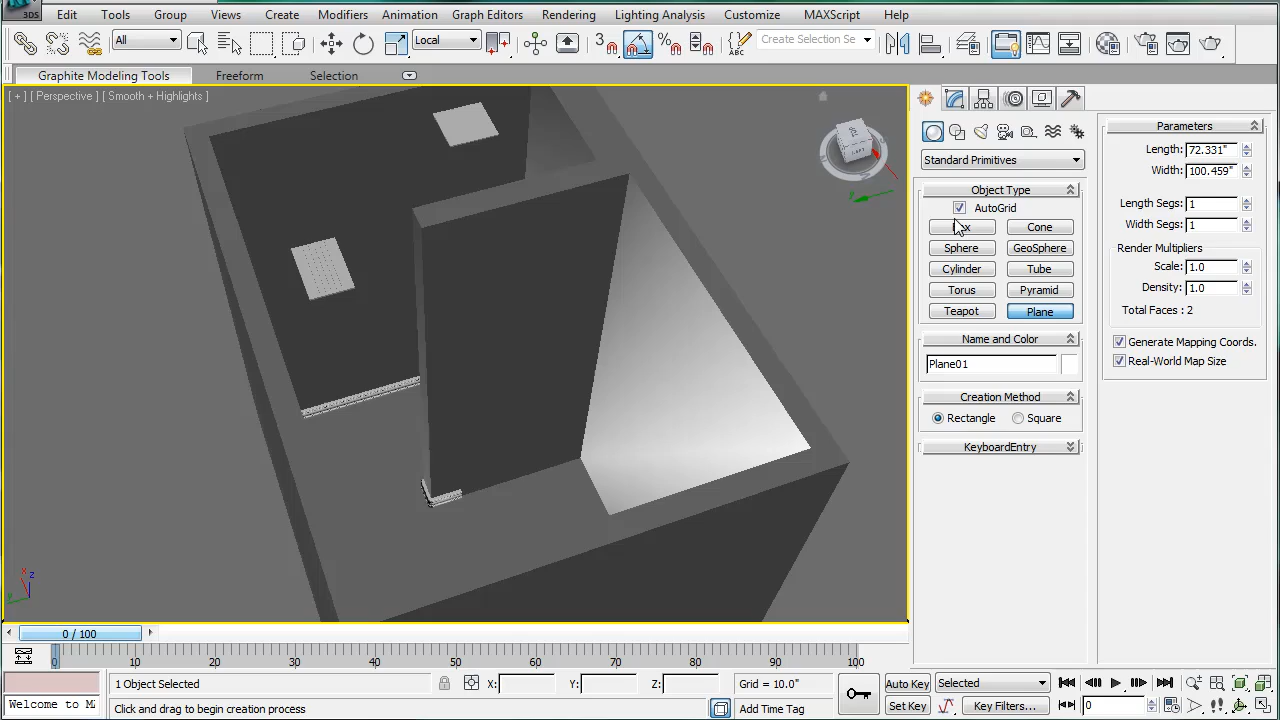 3DS Edit Tools Group Views Create Modifiers Animation Graph Editors Rendering Lighting Analysis Customize MAXScript Help
All Local 3 Create Selection Se
Graphite Modeling Tools Freeform Selection
[ + ] [ Perspective ] [ Smooth + Highlights ]
LEFT
Standard Primitives
Object Type
AutoGrid
Cone
Sphere GeoSphere
Cylinder Tube
Torus Pyramid
Teapot Plane
Name and Color
Plane01
Creation Method
Rectangle Square
KeyboardEntry
Parameters
Length: 72.331"
Width: 100.459"
Length Segs: 1
Width Segs: 1
Render Multipliers
Scale: 1.0
Density: 1.0
Total Faces : 2
Generate Mapping Coords.
Real-World Map Size
x z
y
0 / 100
0 10 20 30 40 50 60 70 80 90 100
1 Object Selected X: Y: Z: Grid = 10.0" Auto Key Selected
Welcome to MA Click and drag to begin creation process Add Time Tag Set Key Key Filters... 0